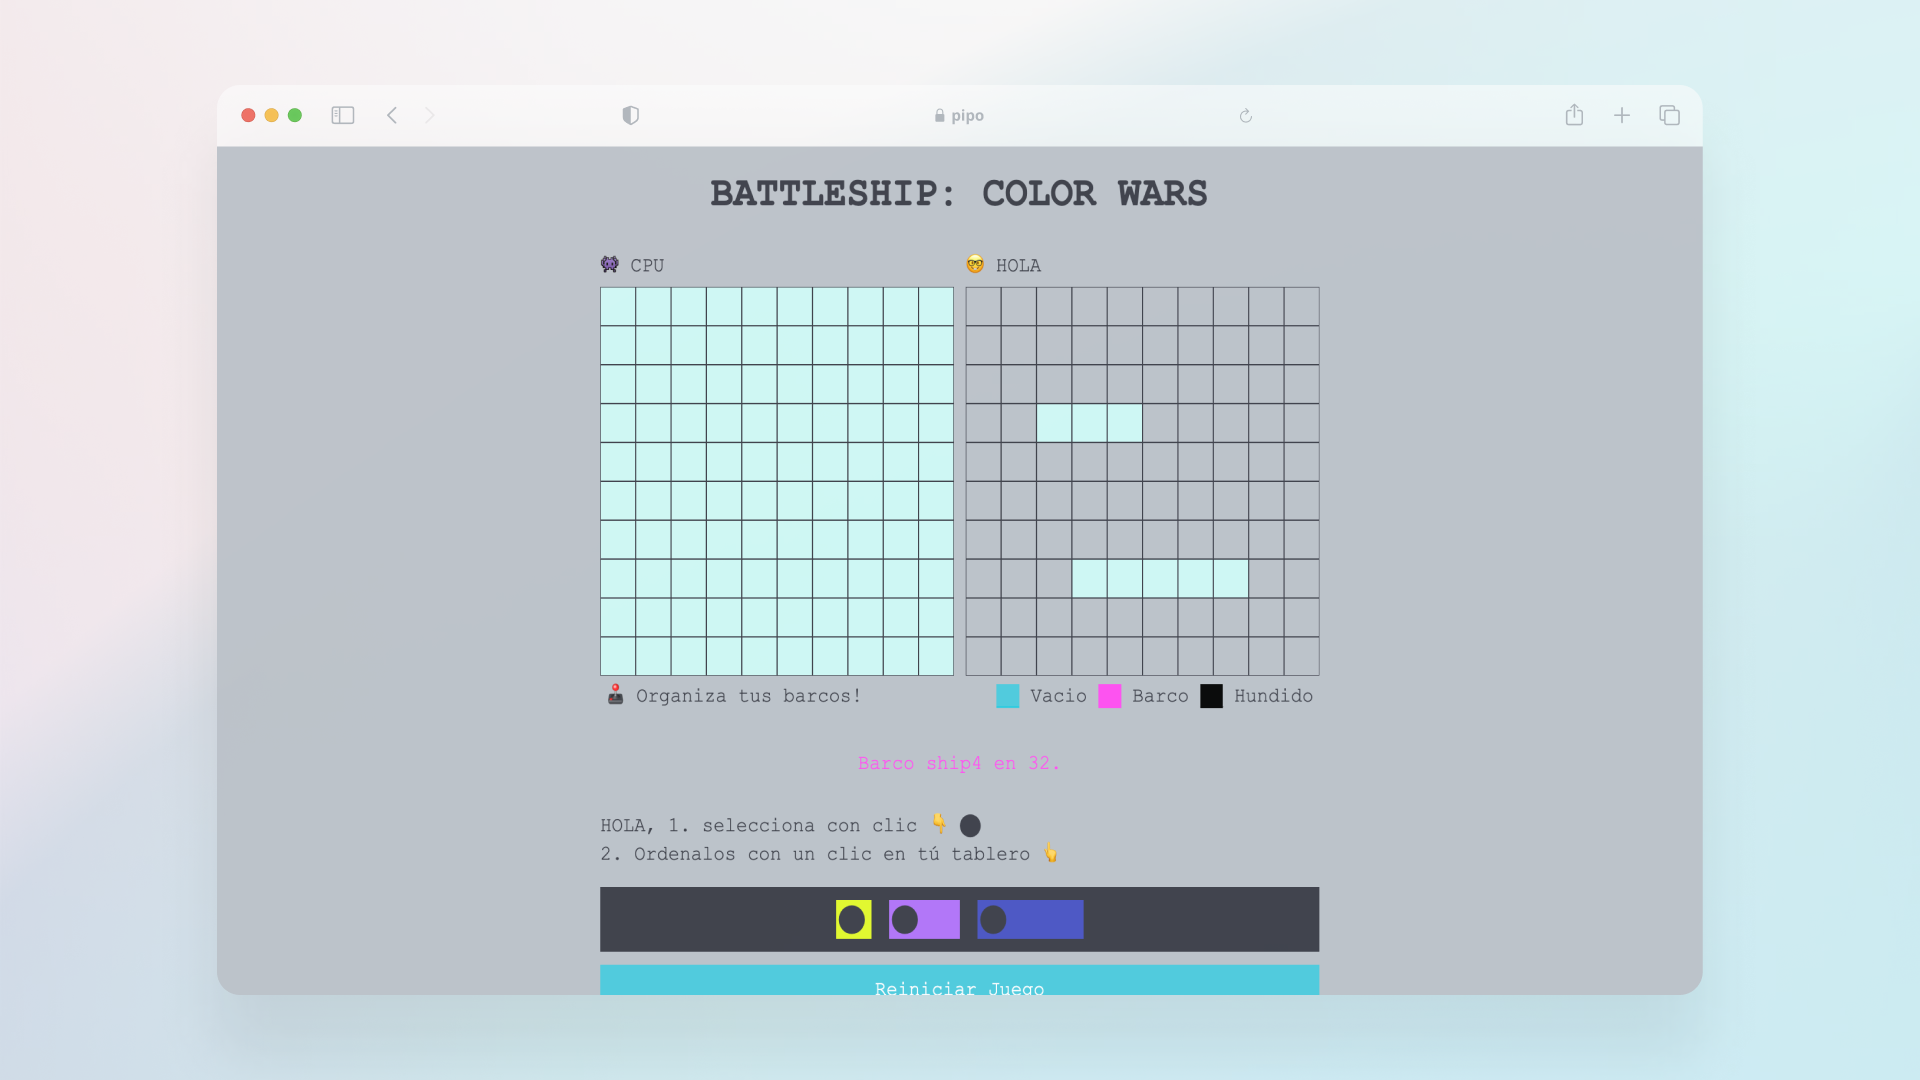 pipo
BATTLESHIP: COLOR WARS
CPU
HOLA
Organiza tus barcos!
Vacio Barco Hundido
Barco ship4 en 32.
HOLA, 1. selecciona con clic
2. Ordenalos con un clic en tú tablero
Reiniciar Juego